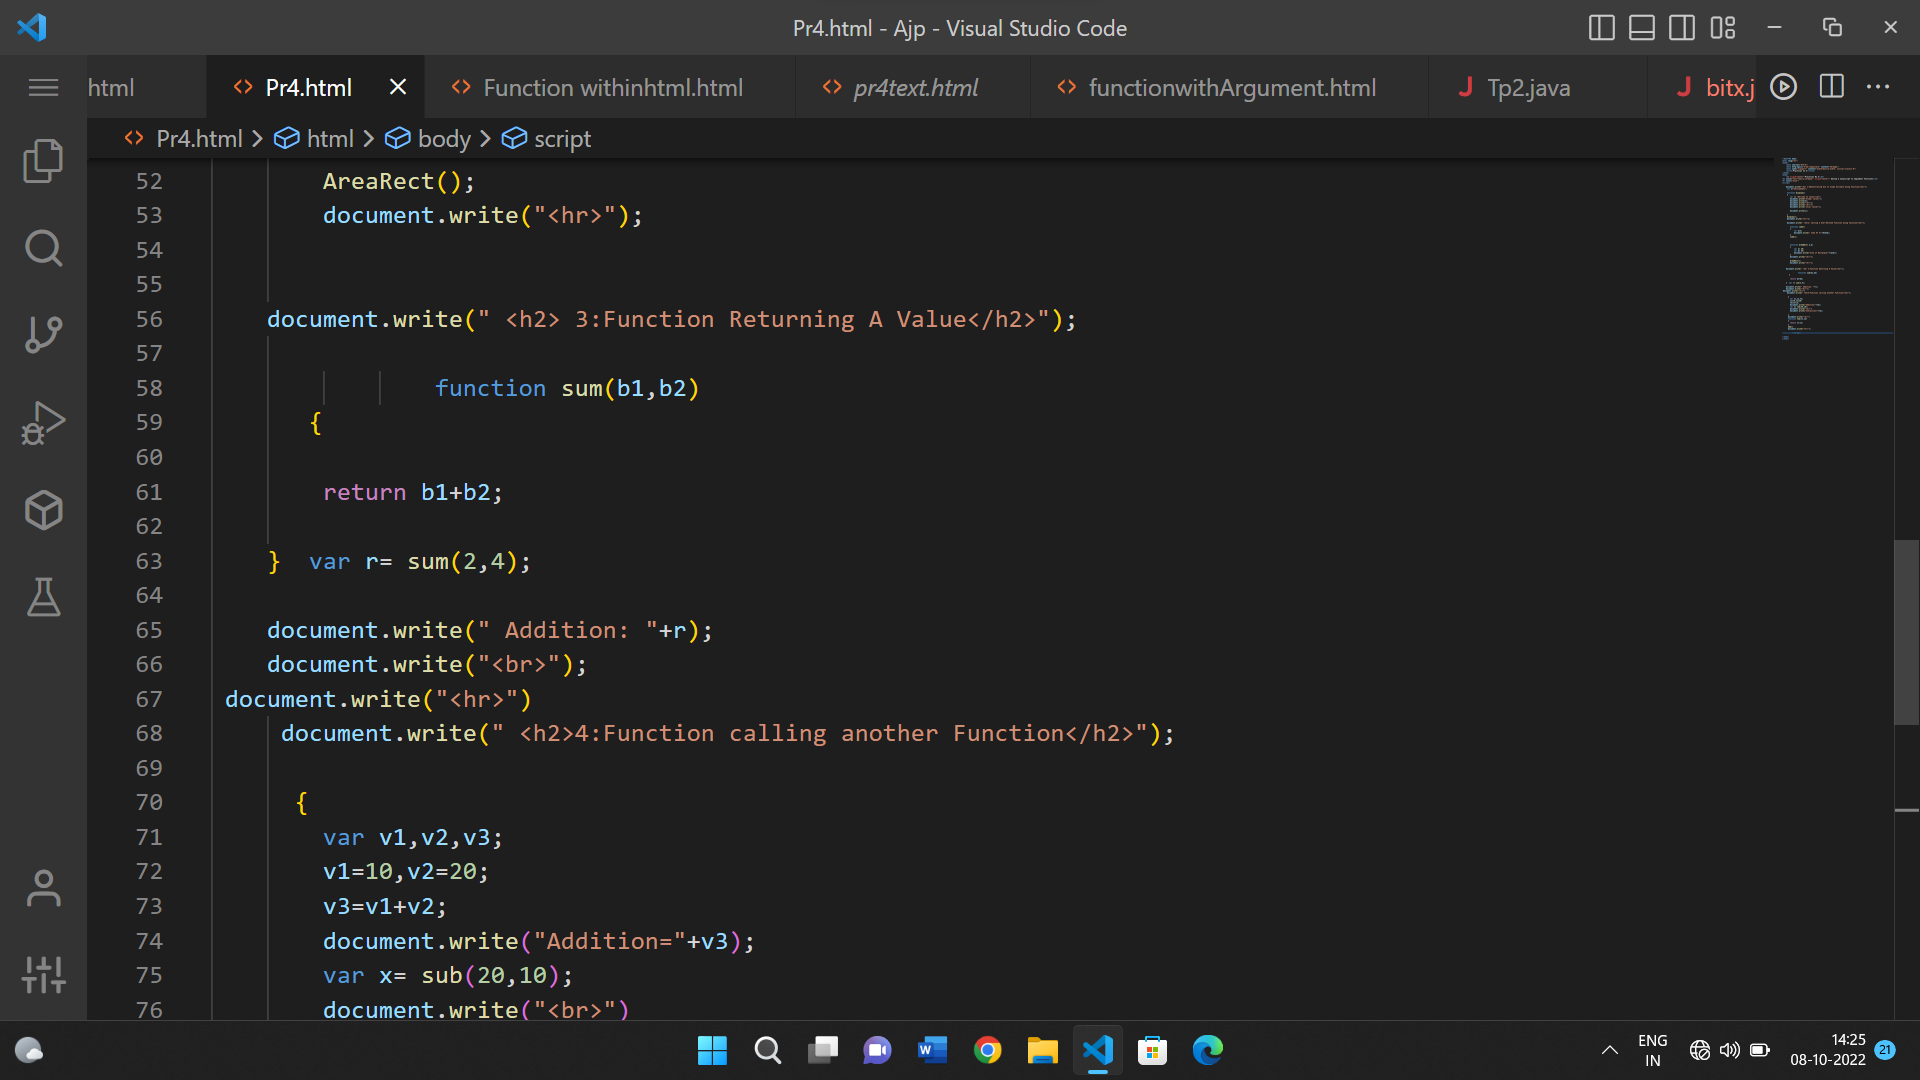 Pr4.html - Ajp - Visual Studio Code
html Pr4.html Function withinhtml.html pr4text.html functionwithArgument.html Tp2.java bitx.j
Pr4.html > html > body > script
52 AreaRect();
53 document.write("<hr>");
54
55
56 document.write(" <h2> 3:Function Returning A Value</h2>");
57
58 function sum(b1,b2)
59 {
60
61 return b1+b2;
62
63 } var r= sum(2,4);
64
65 document.write(" Addition: "+r);
66 document.write("<br>");
67 document.write("<hr>")
68 document.write(" <h2>4:Function calling another Function</h2>");
69
70 {
71 var v1,v2,v3;
72 v1=10,v2=20;
73 v3=v1+v2;
74 document.write("Addition="+v3);
75 var x= sub(20,10);
76 document.write("<br>")
ENG
IN
14:25
08-10-2022
21